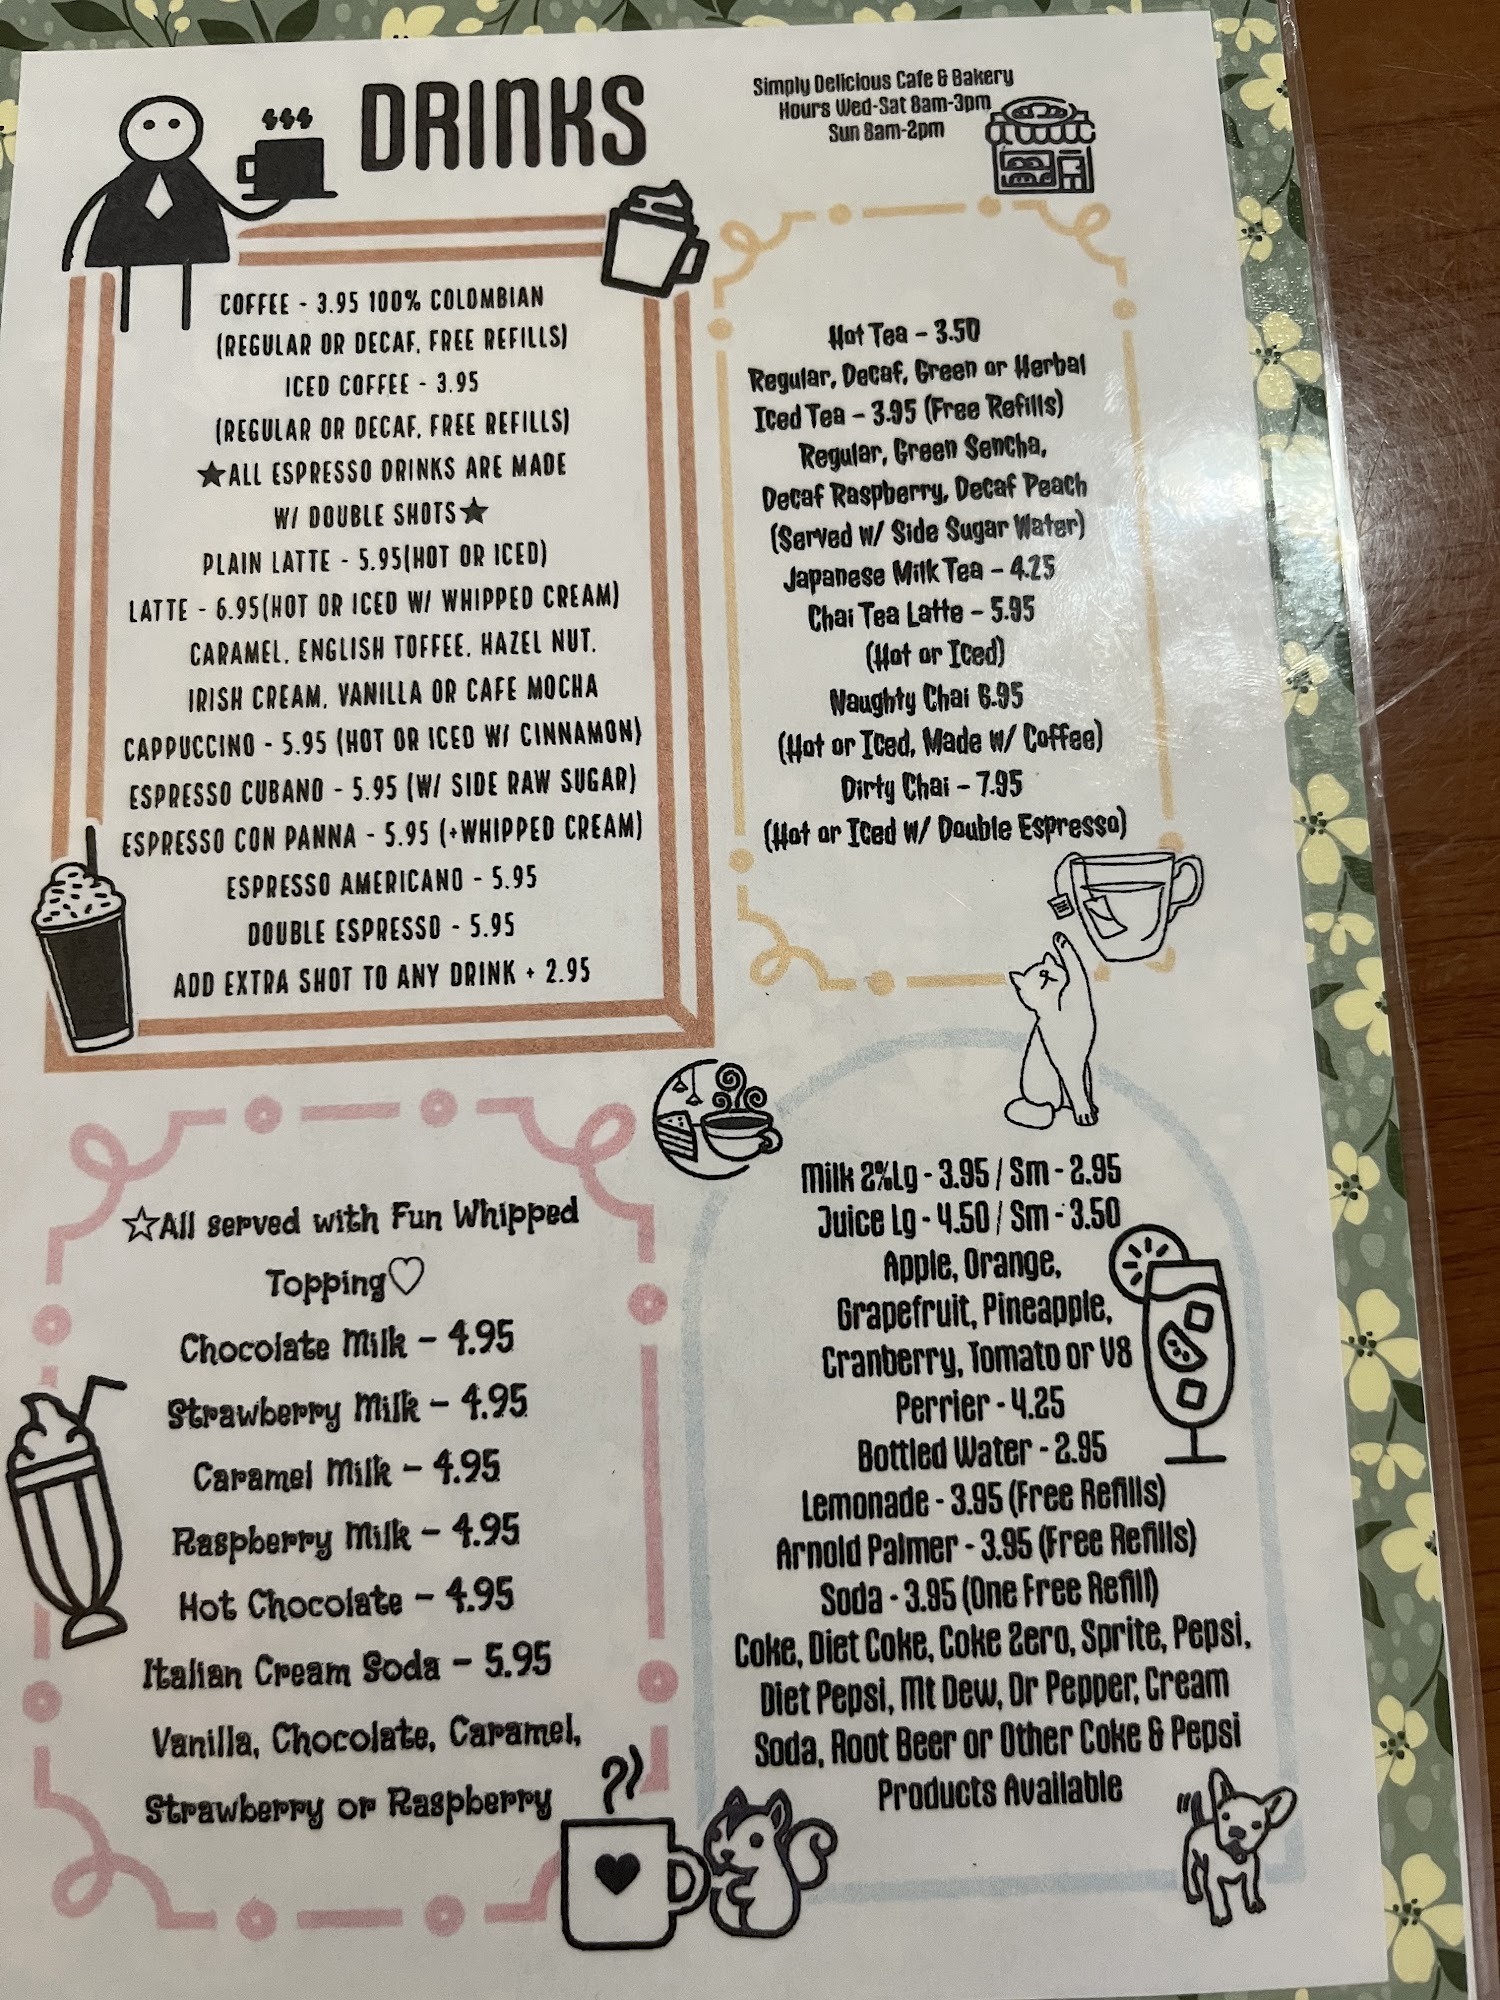 DRINKS
Simply Delicious Cafe & Bakery
Hours Wed-Sat 8am-3pm
Sun 8am-2pm
COFFEE - 3.95 100% COLOMBIAN
(REGULAR OR DECAF, FREE REFILLS)
ICED COFFEE - 3.95
(REGULAR OR DECAF, FREE REFILLS)
★ALL ESPRESSO DRINKS ARE MADE
W/ DOUBLE SHOTS★
PLAIN LATTE - 5.95(HOT OR ICED)
LATTE - 6.95(HOT OR ICED W/ WHIPPED CREAM)
CARAMEL, ENGLISH TOFFEE, HAZEL NUT,
IRISH CREAM, VANILLA OR CAFE MOCHA
CAPPUCCINO - 5.95 (HOT OR ICED W/ CINNAMON)
ESPRESSO CUBANO - 5.95 (W/ SIDE RAW SUGAR)
ESPRESSO CON PANNA - 5.95 (+WHIPPED CREAM)
ESPRESSO AMERICANO - 5.95
DOUBLE ESPRESSO - 5.95
ADD EXTRA SHOT TO ANY DRINK + 2.95
Hot Tea - 3.50
Regular, Decaf, Green or Herbal
Iced Tea - 3.95 (Free Refills)
Regular, Green Sencha,
Decaf Raspberry, Decaf Peach
(Served w/ Side Sugar Water)
Japanese Milk Tea - 4.25
Chai Tea Latte - 5.95
(Hot or Iced)
Naughty Chai 6.95
(Hot or Iced, Made w/ Coffee)
Dirty Chai - 7.95
(Hot or Iced w/ Double Espresso)
☆All served with Fun Whipped
Topping♡
Chocolate Milk - 4.95
Strawberry Milk - 4.95
Caramel Milk - 4.95
Raspberry Milk - 4.95
Hot Chocolate - 4.95
Italian Cream Soda - 5.95
Vanilla, Chocolate, Caramel,
Strawberry or Raspberry
Milk 2%Lg - 3.95 / Sm - 2.95
Juice Lg - 4.50 / Sm - 3.50
Apple, Orange,
Grapefruit, Pineapple,
Cranberry, Tomato or V8
Perrier - 4.25
Bottled Water - 2.95
Lemonade - 3.95 (Free Refills)
Arnold Palmer - 3.95 (Free Refills)
Soda - 3.95 (One Free Refill)
Coke, Diet Coke, Coke Zero, Sprite, Pepsi,
Diet Pepsi, Mt Dew, Dr Pepper, Cream
Soda, Root Beer or Other Coke & Pepsi
Products Available